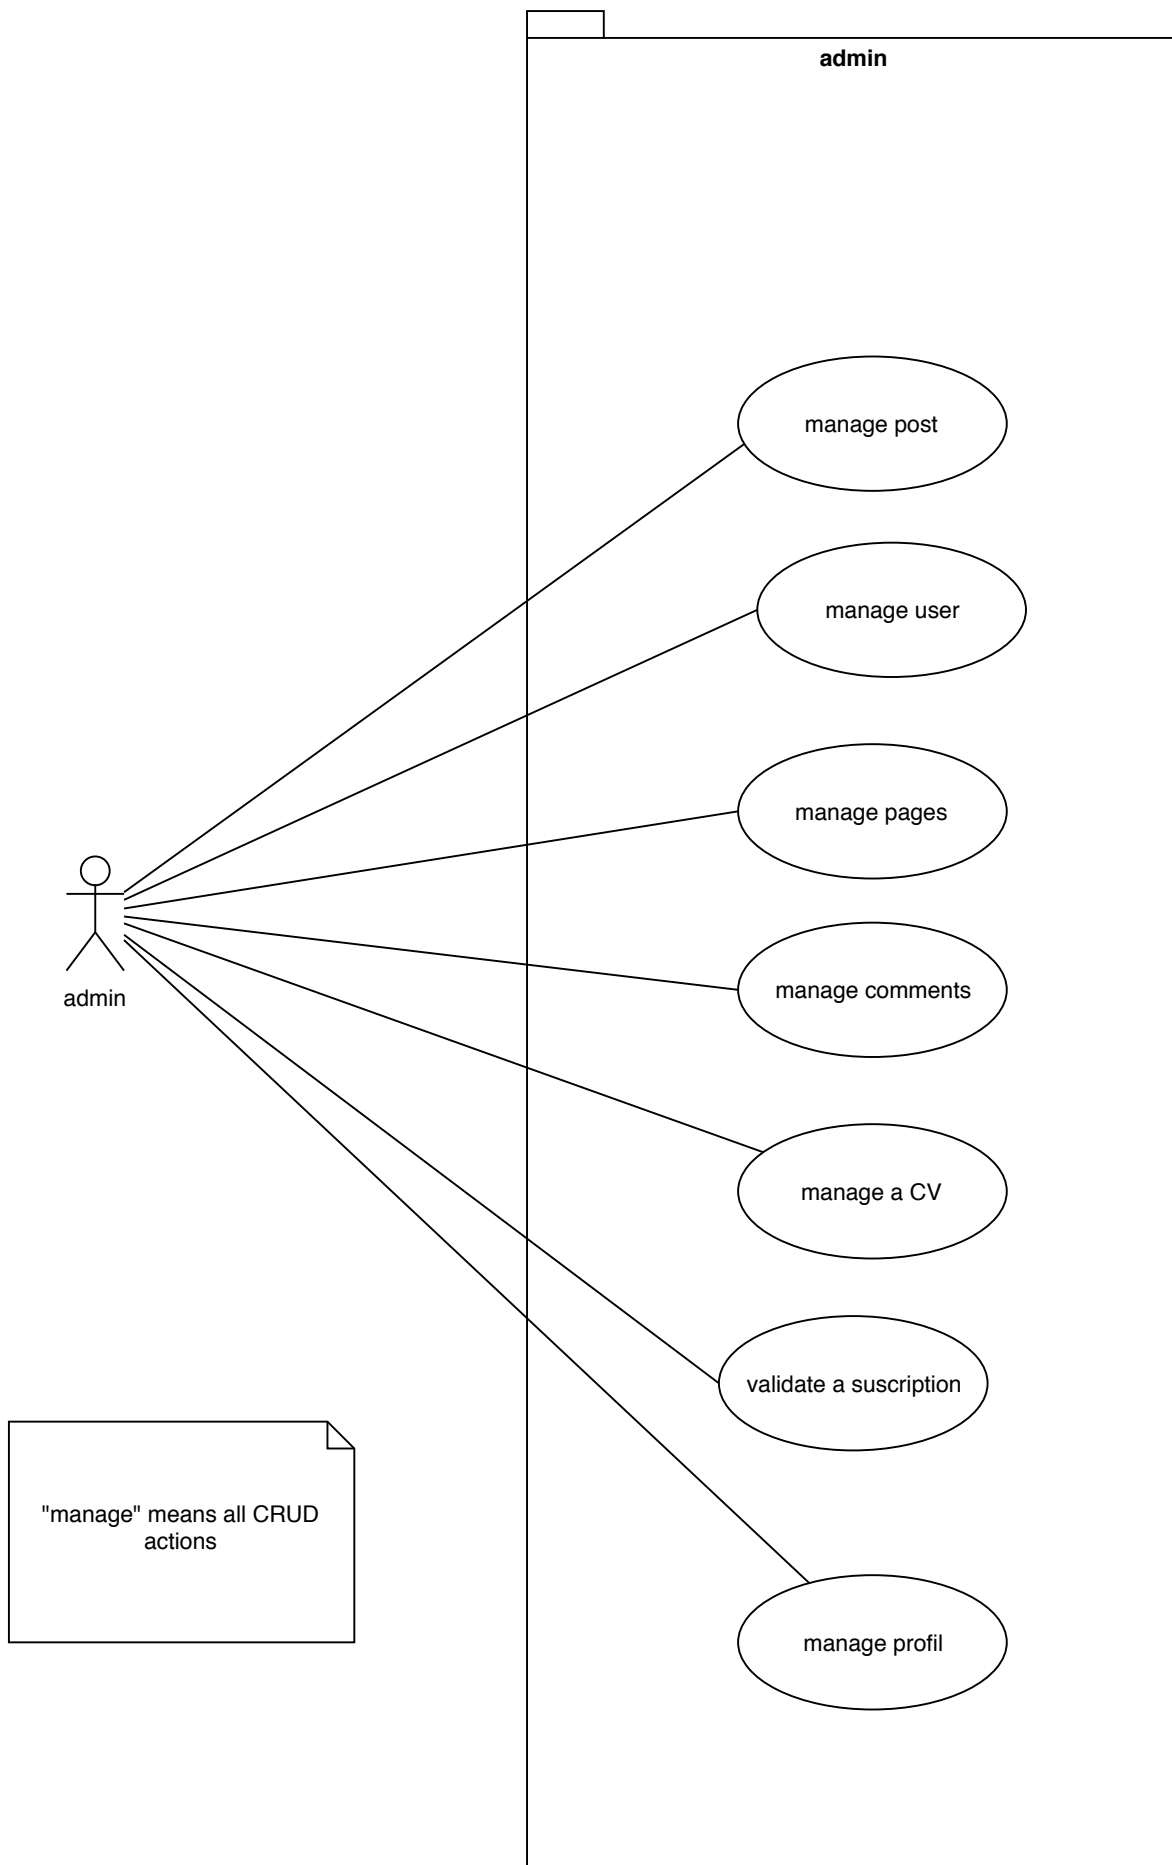 admin
manage post
manage user
manage pages
admin
manage comments
manage a CV
validate a suscription
"manage" means all CRUD
actions
manage profil